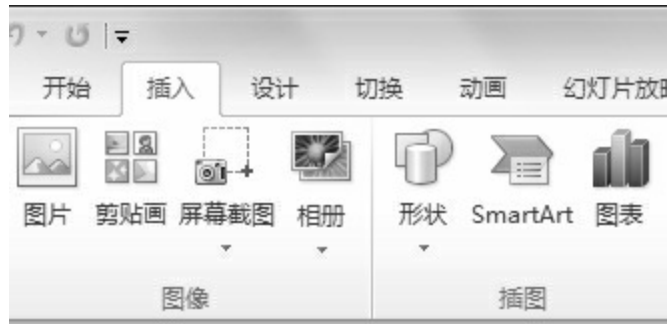 开始 插入 设计 切换 动画 幻灯片放映
图片 剪贴画 屏幕截图 相册 形状 SmartArt 图表
图像 插图